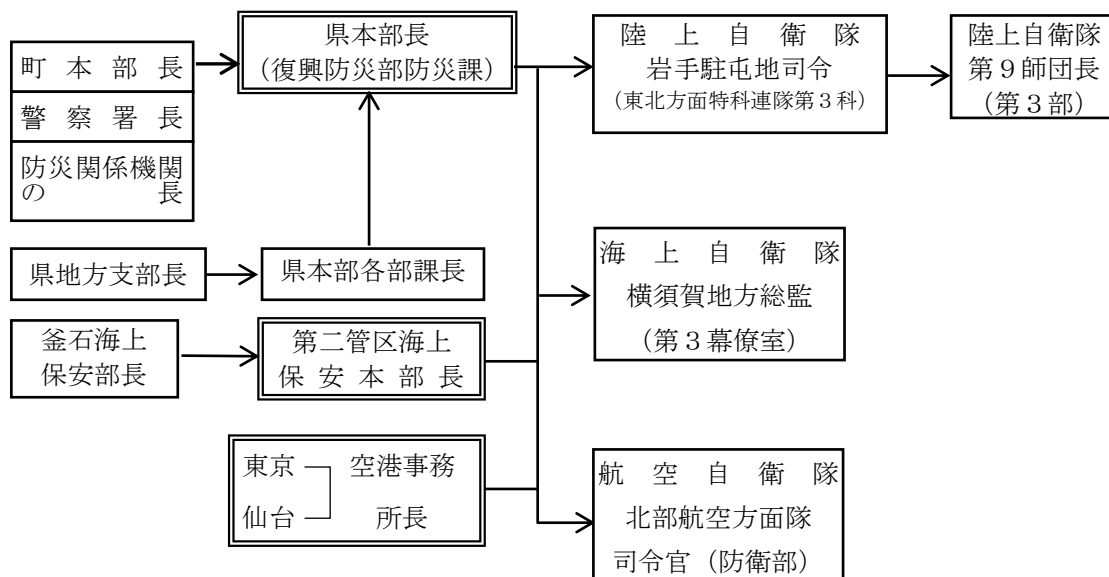 町本部長
警察署長
防災関係機関
の長
県本部長
(復興防災部防災課)
陸上自衛隊
岩手駐屯地司令
(東北方面特科連隊第3科)
陸上自衛隊
第9師団長
(第3部)
県地方支部長
県本部各部課長
海上自衛隊
横須賀地方総監
(第3幕僚室)
釜石海上
保安部長
第二管区海上
保安本部長
東京 空港事務
仙台 所長
航空自衛隊
北部航空方面隊
司令官(防衛部)